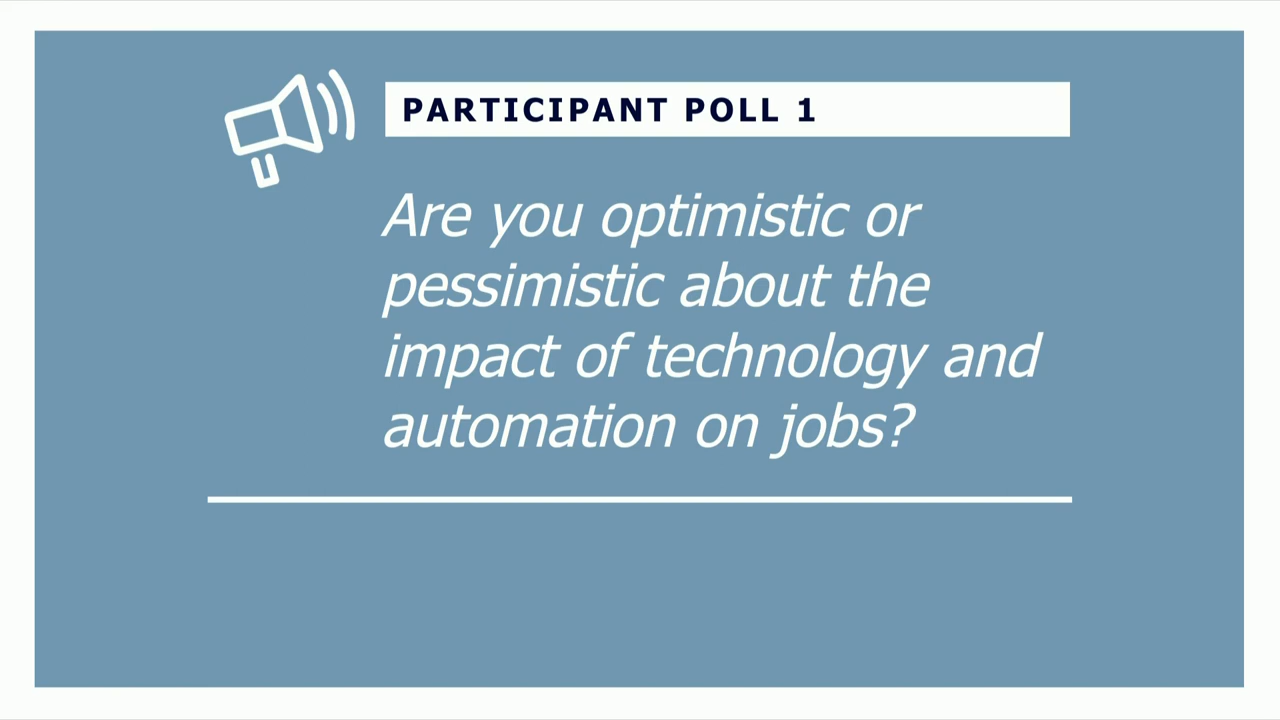 PARTICIPANT POLL 1
Are you optimistic or
pessimistic about the
impact of technology and
automation on jobs?